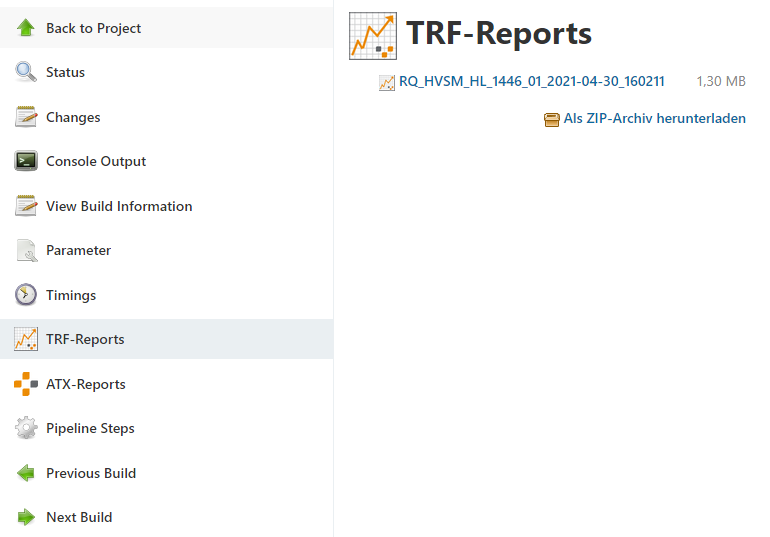 Back to Project
Status
Changes
Console Output
View Build Information
Parameter
Timings
TRF-Reports
ATX-Reports
Pipeline Steps
Previous Build
Next Build
TRF-Reports
RQ_HVSM_HL_1446_01_2021-04-30_160211 1,30 MB
Als ZIP-Archiv herunterladen